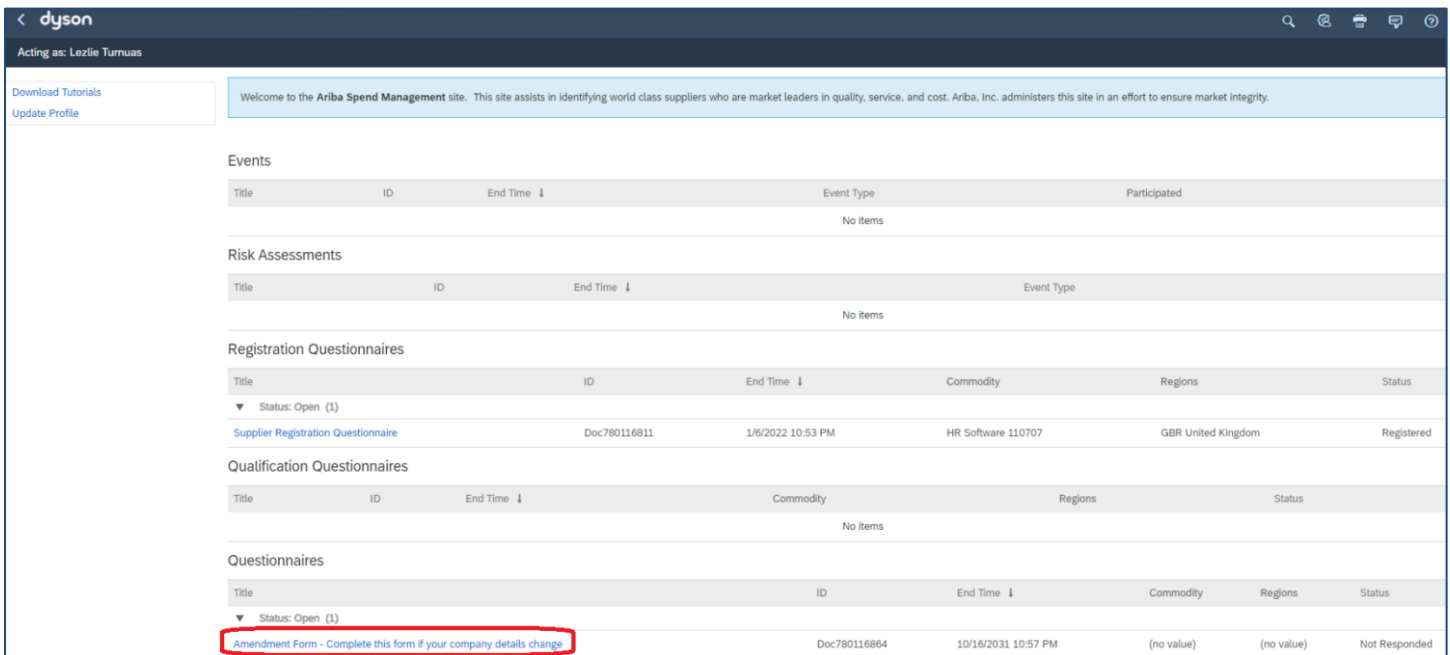 dyson
Acting as: Lezlie Turnuas
Download Tutorials
Update Profile
Welcome to the Ariba Spend Management site. This site assists in identifying world class suppliers who are market leaders in quality, service, and cost. Ariba, Inc. administers this site in an effort to ensure market integrity.
Events
Title ID End Time ↓ Event Type Participated
No items
Risk Assessments
Title ID End Time ↓ Event Type
No items
Registration Questionnaires
Title ID End Time ↓ Commodity Regions Status
▼ Status: Open (1)
Supplier Registration Questionnaire Doc780116811 1/6/2022 10:53 PM HR Software 110707 GBR United Kingdom Registered
Qualification Questionnaires
Title ID End Time ↓ Commodity Regions Status
No items
Questionnaires
Title ID End Time ↓ Commodity Regions Status
▼ Status: Open (1)
Amendment Form - Complete this form if your company details change Doc780116864 10/16/2031 10:57 PM (no value) (no value) Not Responded